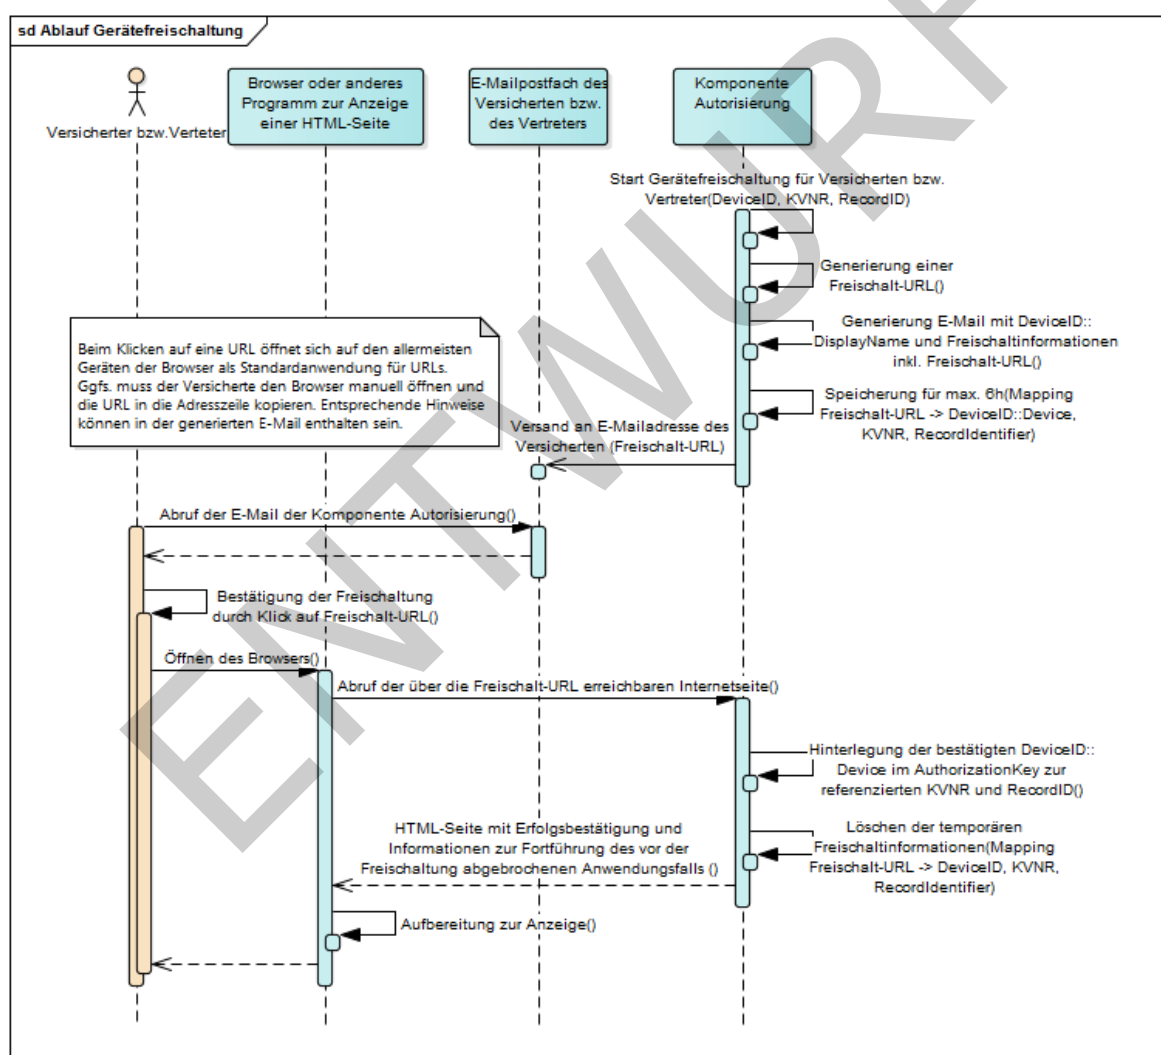 sd Ablauf Gerätefreischaltung
Versicherter bzw.Verteter
Browser oder anderes
Programm zur Anzeige
einer HTML-Seite
E-Mailpostfach des
Versicherten bzw.
des Vertreters
Komponente
Autorisierung
Start Gerätefreischaltung für Versicherten bzw.
Vertreter(DeviceID, KVNR, RecordID)
Generierung einer
Freischalt-URL()
Generierung E-Mail mit DeviceID::
DisplayName und Freischaltinformationen
inkl. Freischalt-URL()
Beim Klicken auf eine URL öffnet sich auf den allermeisten
Geräten der Browser als Standardanwendung für URLs.
Ggfs. muss der Versicherte den Browser manuell öffnen und
die URL in die Adresszeile kopieren. Entsprechende Hinweise
können in der generierten E-Mail enthalten sein.
Speicherung für max. 6h(Mapping
Freischalt-URL -> DeviceID::Device,
KVNR, RecordIdentifier)
Versand an E-Mailadresse des
Versicherten (Freischalt-URL)
Abruf der E-Mail der Komponente Autorisierung()
Bestätigung der Freischaltung
durch Klick auf Freischalt-URL()
Öffnen des Browsers()
Abruf der über die Freischalt-URL erreichbaren Internetseite()
Hinterlegung der bestätigten DeviceID::
Device im AuthorizationKey zur
referenzierten KVNR und RecordID()
Löschen der temporären
Freischaltinformationen(Mapping
Freischalt-URL -> DeviceID, KVNR,
RecordIdentifier)
HTML-Seite mit Erfolgsbestätigung und
Informationen zur Fortführung des vor der
Freischaltung abgebrochenen Anwendungsfalls ()
Aufbereitung zur Anzeige()
ENTWURF